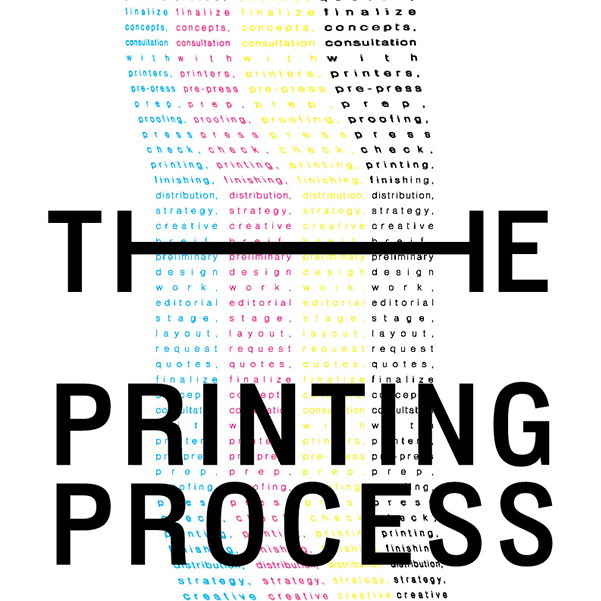 finalize finalize finalize finalize
concepts, concepts, concepts, concepts,
consultation consultation consultation consultation
with with with with
printers, printers, printers, printers,
pre-press pre-press pre-press pre-press
prep, prep, prep, prep,
proofing, proofing, proofing, proofing,
press press press press
check, check, check, check,
printing, printing, printing, printing,
finishing, finishing, finishing, finishing,
distribution, distribution, distribution, distribution,
strategy, strategy, strategy, strategy,
creative creative creative creative
THE
breif, breif, breif, breif,
preliminary preliminary preliminary preliminary
design design design design
work, work, work, work,
editorial editorial editorial editorial
stage, stage, stage, stage,
layout, layout, layout, layout,
request request request request
quotes, quotes, quotes, quotes,
finalize finalize finalize finalize
PRINTING
concepts, concepts, concepts, concepts,
consultation consultation consultation consultation
with with with with
printers, printers, printers, printers,
pre-press pre-press pre-press pre-press
prep, prep, prep, prep,
PROCESS
proofing, proofing, proofing, proofing,
press press press press
check, check, check, check,
printing, printing, printing, printing,
finishing, finishing, finishing, finishing,
distribution, distribution, distribution, distribution,
strategy, strategy, strategy, strategy,
creative creative creative creative